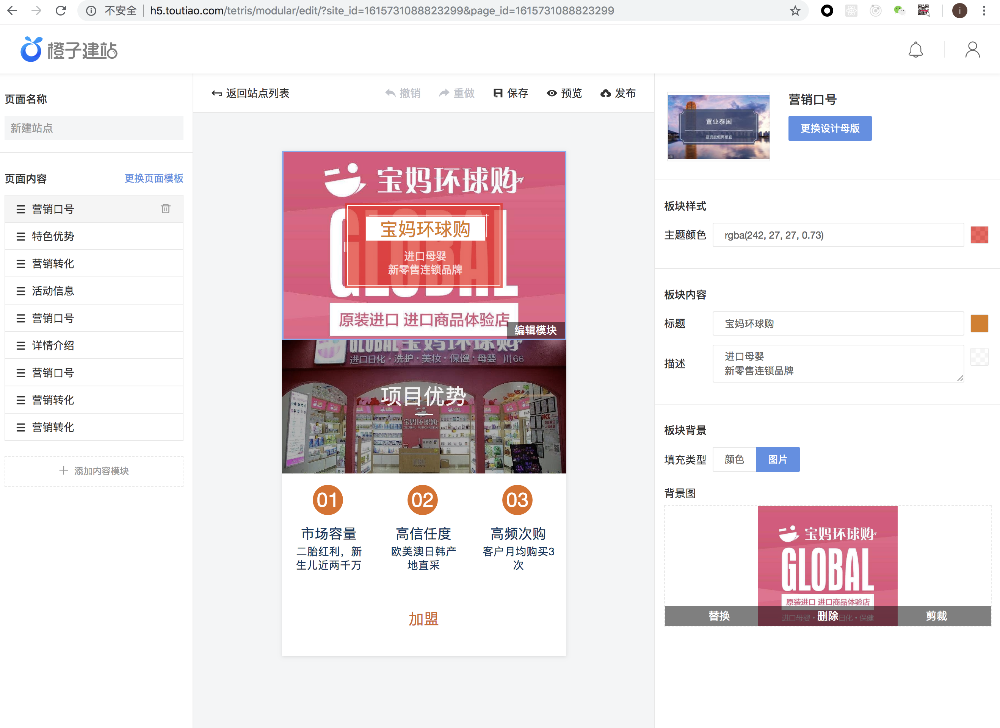 不安全
h5.toutiao.com/tetris/modular/edit/?site_id=1615731088823299&page_id=1615731088823299
i
橙子建站
页面名称
新建站点
页面内容
更换页面模板
营销口号
特色优势
营销转化
活动信息
营销口号
详情介绍
营销口号
营销转化
营销转化
添加内容模块
返回站点列表
撤销
重做
保存
预览
发布
宝妈环球购
GLOBAL
宝妈环球购
进口母婴
新零售连锁品牌
原装进口 进口商品体验店
编辑模块
GLOBAL宝妈环球购
进口日化·洗护·美妆·保健·母婴 川66
项目优势
宝妈环球购
GLOBAL PURCHASING
01
02
03
市场容量
高信任度
高频次购
二胎红利，新
生儿近两千万
欧美澳日韩产
地直采
客户月均购买3
次
加盟
置业泰国
投资度假两相宜
营销口号
更换设计母版
板块样式
主题颜色
rgba(242, 27, 27, 0.73)
板块内容
标题
宝妈环球购
描述
进口母婴
新零售连锁品牌
板块背景
填充类型
颜色
图片
背景图
宝妈环球购
GLOBAL
原装进口 进口商品体验店
进口母婴·
日化·保健
替换
删除
剪裁